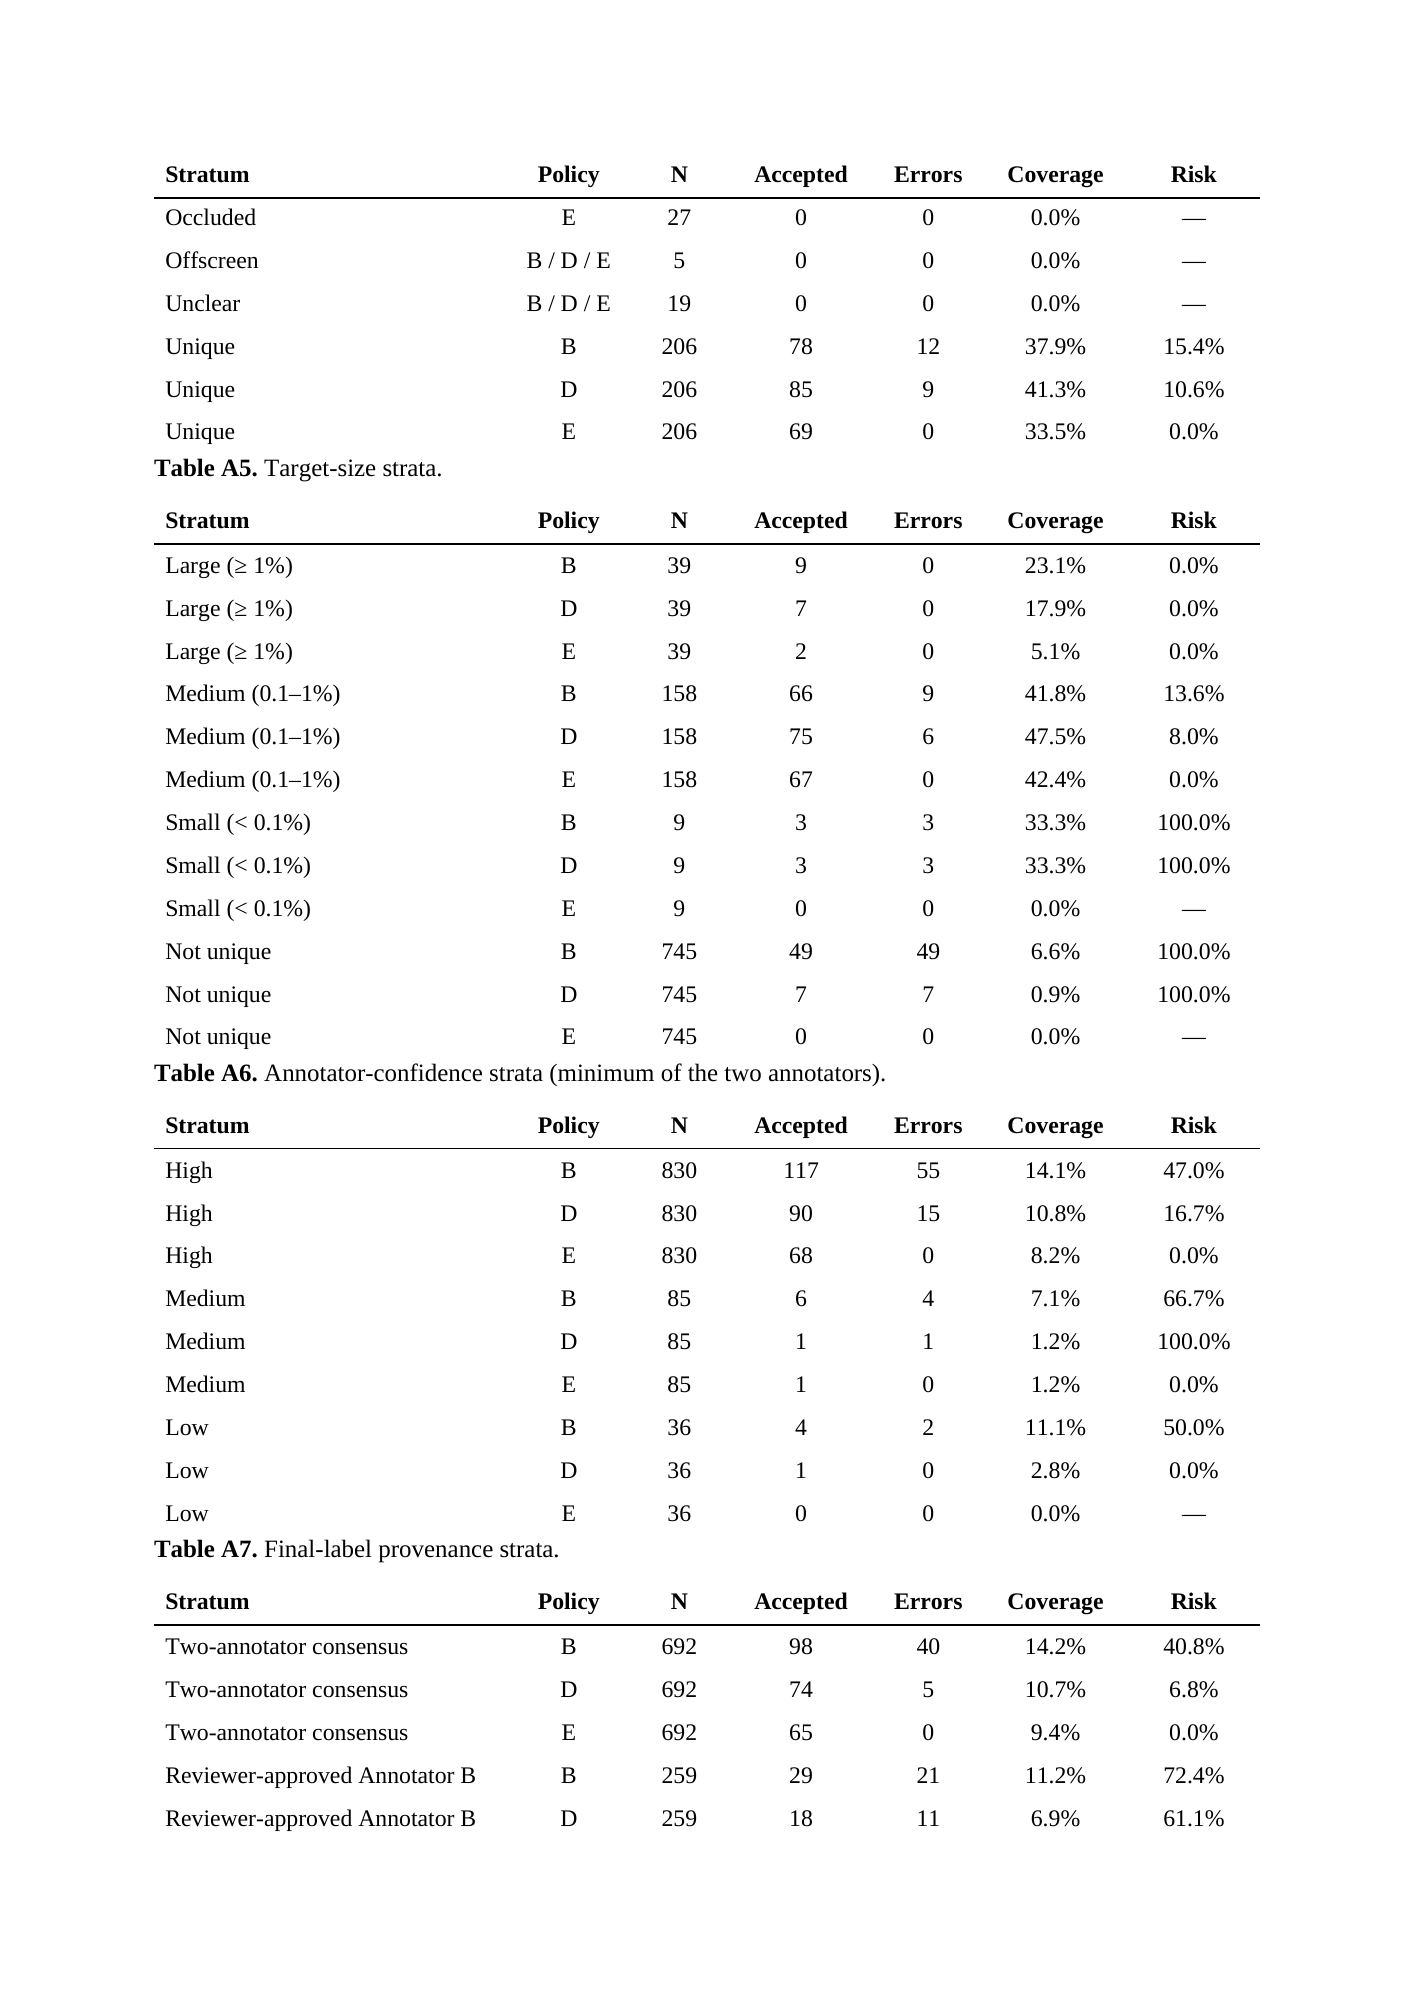 Stratum Policy N Accepted Errors Coverage Risk
Occluded E 27 0 0 0.0% —
Offscreen B / D / E 5 0 0 0.0% —
Unclear B / D / E 19 0 0 0.0% —
Unique B 206 78 12 37.9% 15.4%
Unique D 206 85 9 41.3% 10.6%
Unique E 206 69 0 33.5% 0.0%
Table A5. Target-size strata.
Stratum Policy N Accepted Errors Coverage Risk
Large (≥ 1%) B 39 9 0 23.1% 0.0%
Large (≥ 1%) D 39 7 0 17.9% 0.0%
Large (≥ 1%) E 39 2 0 5.1% 0.0%
Medium (0.1–1%) B 158 66 9 41.8% 13.6%
Medium (0.1–1%) D 158 75 6 47.5% 8.0%
Medium (0.1–1%) E 158 67 0 42.4% 0.0%
Small (< 0.1%) B 9 3 3 33.3% 100.0%
Small (< 0.1%) D 9 3 3 33.3% 100.0%
Small (< 0.1%) E 9 0 0 0.0% —
Not unique B 745 49 49 6.6% 100.0%
Not unique D 745 7 7 0.9% 100.0%
Not unique E 745 0 0 0.0% —
Table A6. Annotator-confidence strata (minimum of the two annotators).
Stratum Policy N Accepted Errors Coverage Risk
High B 830 117 55 14.1% 47.0%
High D 830 90 15 10.8% 16.7%
High E 830 68 0 8.2% 0.0%
Medium B 85 6 4 7.1% 66.7%
Medium D 85 1 1 1.2% 100.0%
Medium E 85 1 0 1.2% 0.0%
Low B 36 4 2 11.1% 50.0%
Low D 36 1 0 2.8% 0.0%
Low E 36 0 0 0.0% —
Table A7. Final-label provenance strata.
Stratum Policy N Accepted Errors Coverage Risk
Two-annotator consensus B 692 98 40 14.2% 40.8%
Two-annotator consensus D 692 74 5 10.7% 6.8%
Two-annotator consensus E 692 65 0 9.4% 0.0%
Reviewer-approved Annotator B B 259 29 21 11.2% 72.4%
Reviewer-approved Annotator B D 259 18 11 6.9% 61.1%